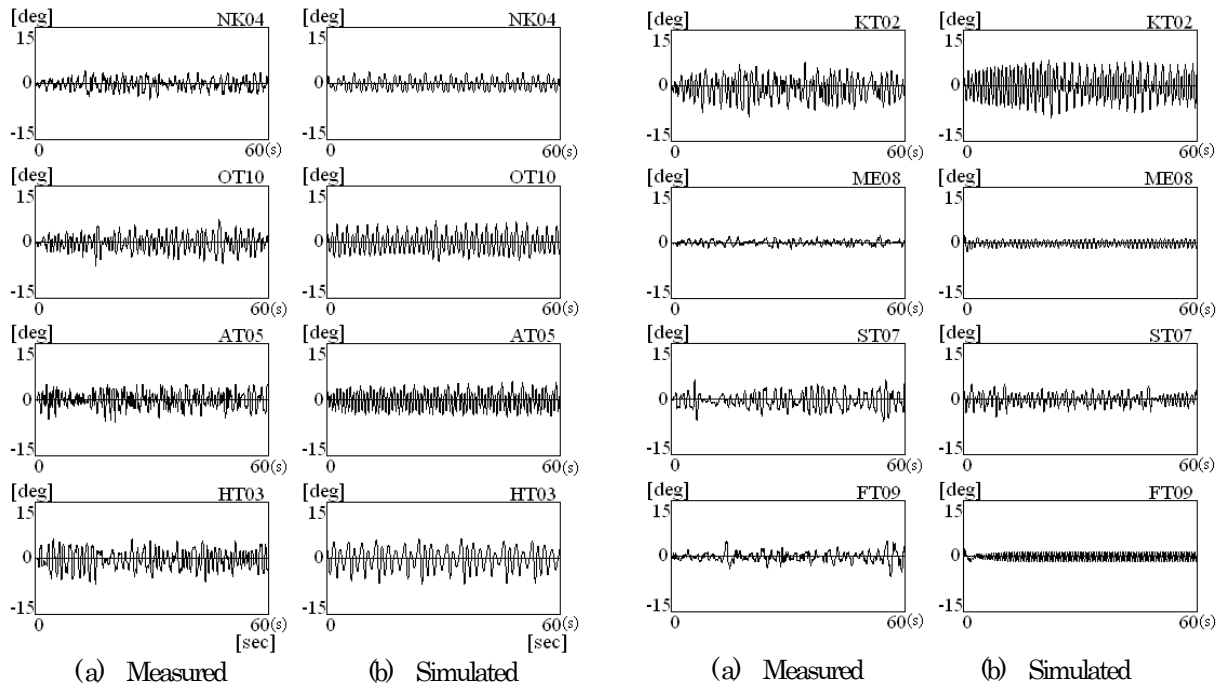 [deg] NK04
15
0
-15
0 60(s)
[deg] NK04
15
0
-15
0 60(s)
[deg] KT02
15
0
-15
0 60(s)
[deg] KT02
15
0
-15
0 60(s)
[deg] OT10
15
0
-15
0 60(s)
[deg] OT10
15
0
-15
0 60(s)
[deg] ME08
15
0
-15
0 60(s)
[deg] ME08
15
0
-15
0 60(s)
[deg] AT05
15
0
-15
0 60(s)
[deg] AT05
15
0
-15
0 60(s)
[deg] ST07
15
0
-15
0 60(s)
[deg] ST07
15
0
-15
0 60(s)
[deg] HT03
15
0
-15
0 60(s)
[sec]
[deg] HT03
15
0
-15
0 60(s)
[sec]
[deg] FT09
15
0
-15
0 60(s)
[deg] FT09
15
0
-15
0 60(s)
(a) Measured
(b) Simulated
(a) Measured
(b) Simulated